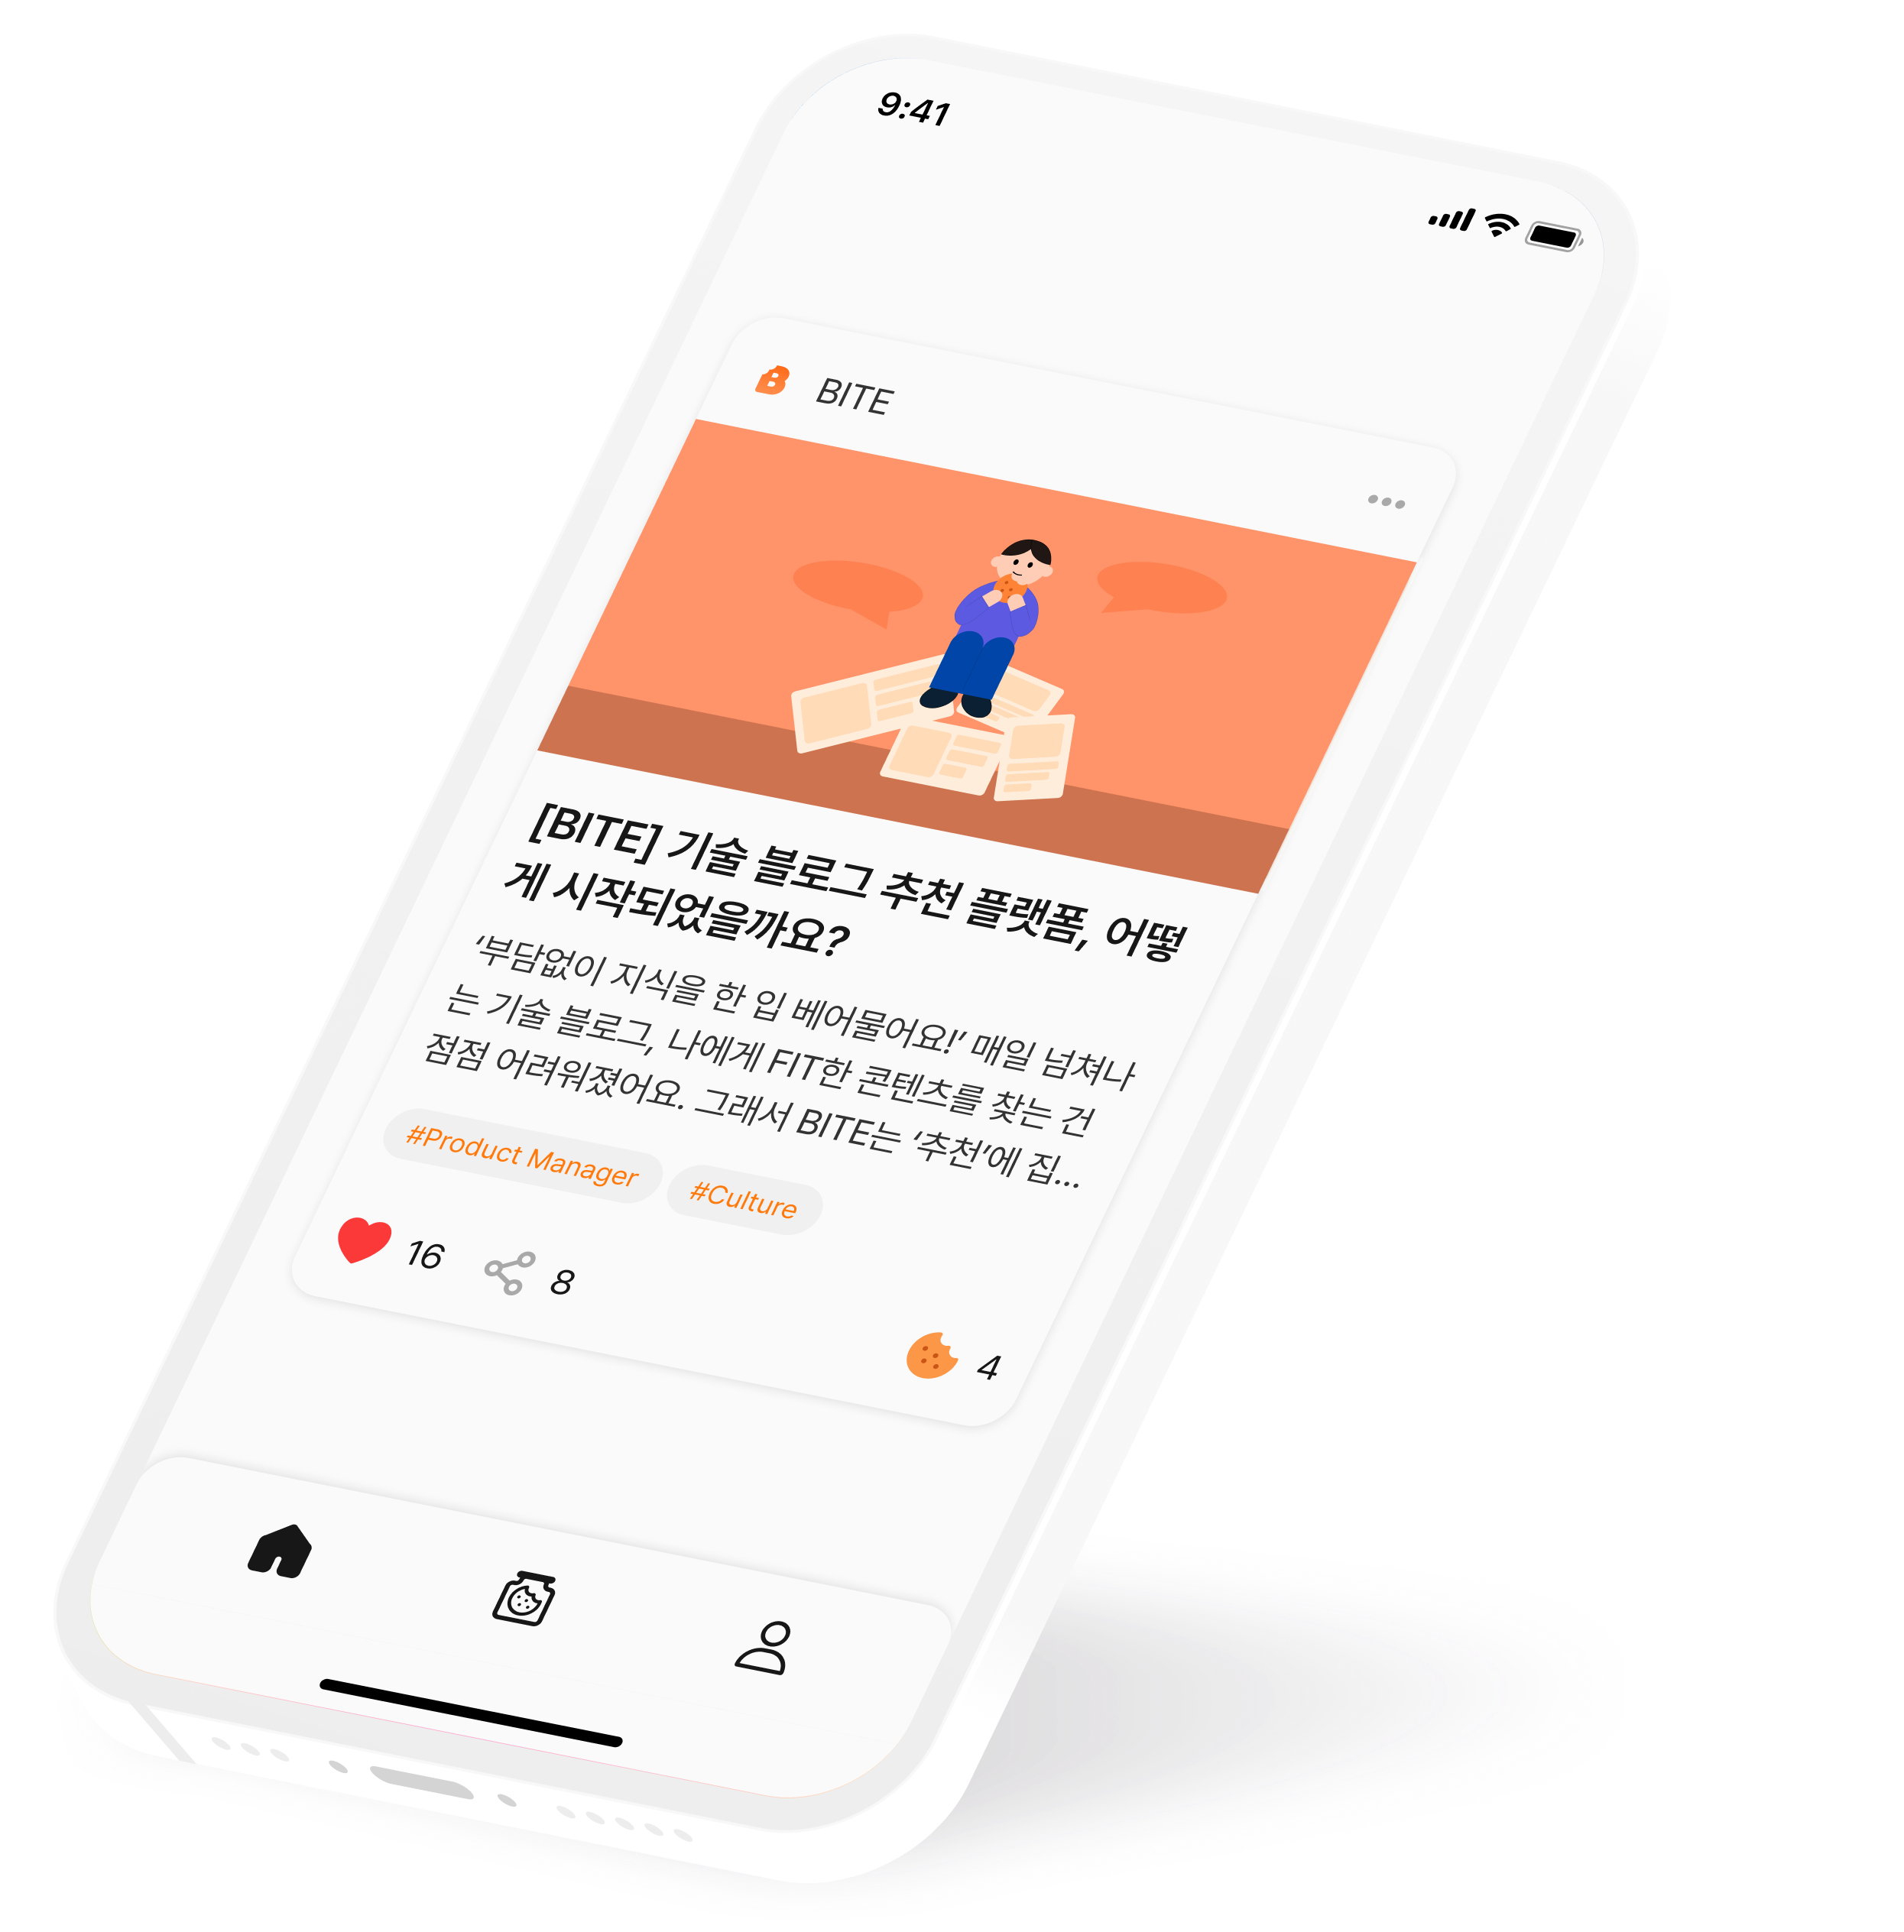 9:41
B BITE
[BITE] 기술 블로그 추천 플랫폼, 어떻
게 시작되었을까요?
'부담없이 지식을 한 입 베어물어요!' 매일 넘쳐나
는 기술 블로그, 나에게 FIT한 콘텐츠를 찾는 건
점점 어려워졌어요. 그래서 BITE는 '추천'에 집...
#Product Manager #Culture
16 8 4